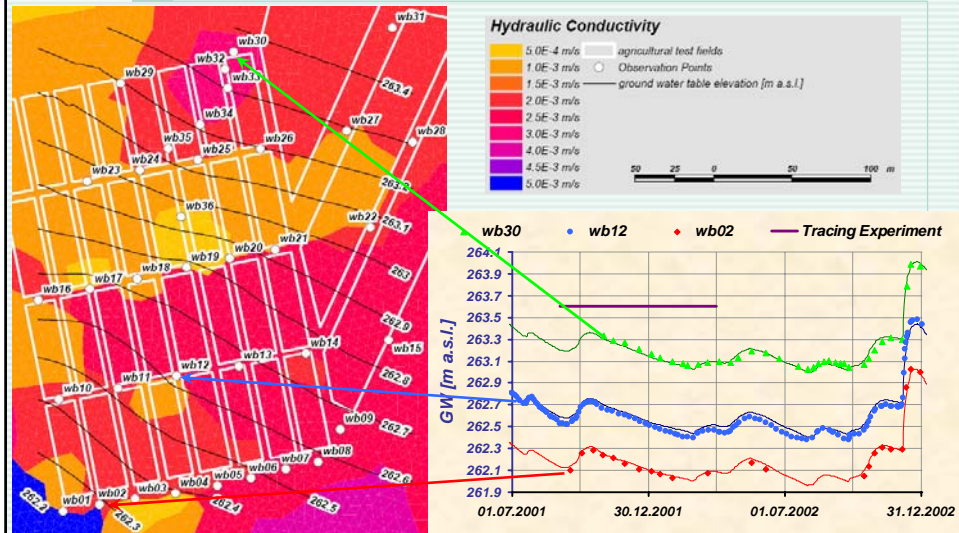 wb31
wb30
wb32
wb29
wb33
263.4
wb34
wb27
wb28
wb35
wb26
wb25
wb24
wb23
263.2
wb36
wb22
263.1
wb21
wb20
wb19
263
wb18
wb17
wb16
262.9
wb15
wb14
wb13
wb12
262.8
wb11
wb10
wb09
262.7
wb08
wb07
wb06
262.6
wb05
wb04
wb03
262.4
wb02
wb01
262.3
262.2
Hydraulic Conductivity
5.0E-4 m/s agricultural test fields
1.0E-3 m/s Observation Points
1.5E-3 m/s ground water table elevation [m a.s.l.]
2.0E-3 m/s
2.5E-3 m/s
3.0E-3 m/s
4.0E-3 m/s
4.5E-3 m/s
5.0E-3 m/s
50 25 0 50 100 m
wb30 wb12 wb02 Tracing Experiment
264.1
263.9
263.7
263.5
263.3
263.1
262.9
262.7
262.5
262.3
262.1
261.9
GW [m a.s.l.]
01.07.2001 30.12.2001 01.07.2002 31.12.2002